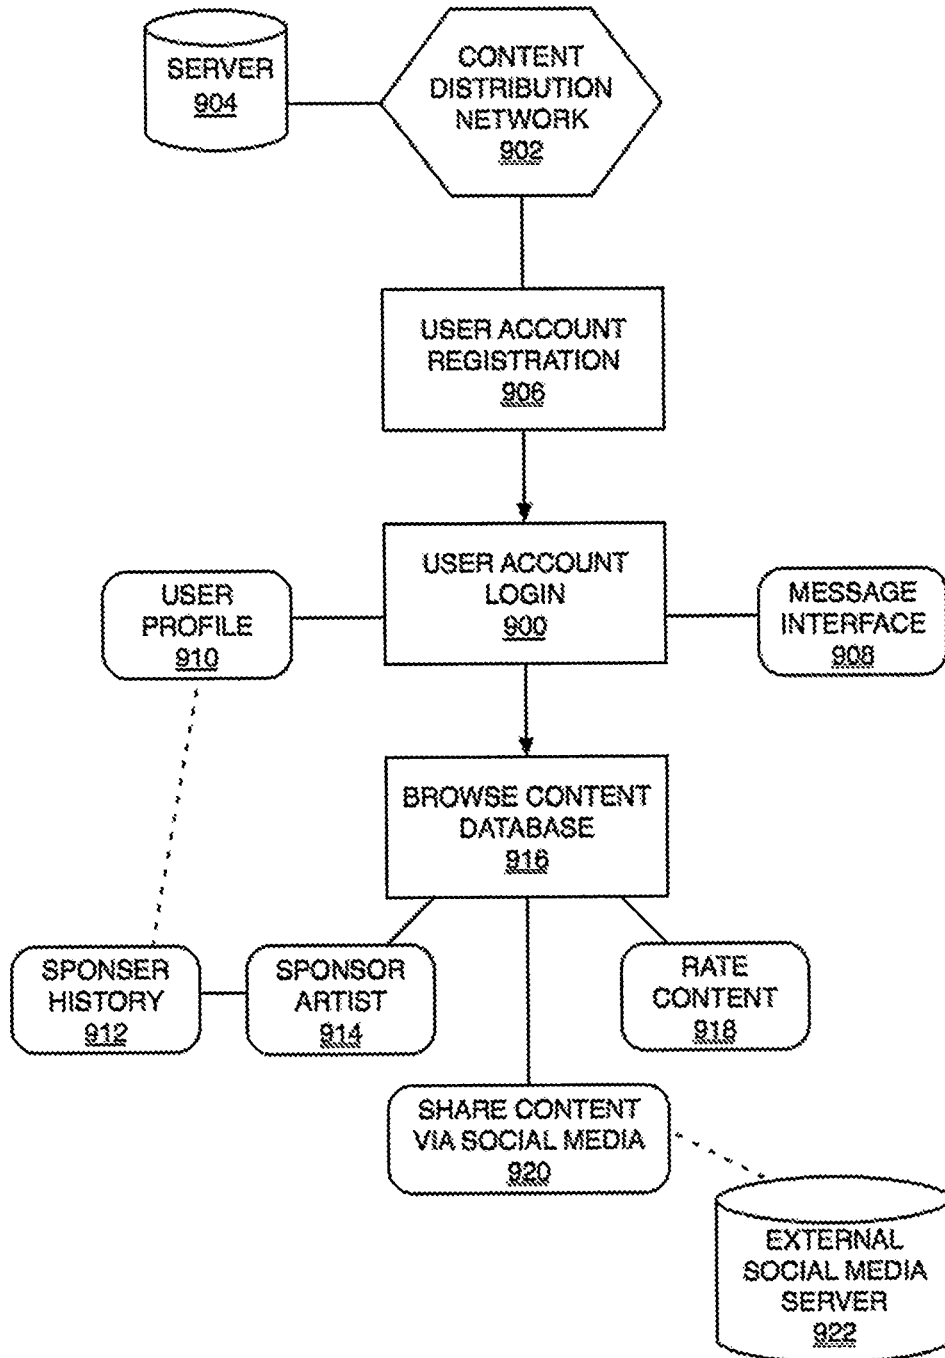 SERVER
904
CONTENT
DISTRIBUTION
NETWORK
902
USER ACCOUNT
REGISTRATION
906
USER ACCOUNT
LOGIN
900
USER
PROFILE
910
MESSAGE
INTERFACE
908
BROWSE CONTENT
DATABASE
916
SPONSER
HISTORY
912
SPONSOR
ARTIST
914
RATE
CONTENT
918
SHARE CONTENT
VIA SOCIAL MEDIA
920
EXTERNAL
SOCIAL MEDIA
SERVER
922